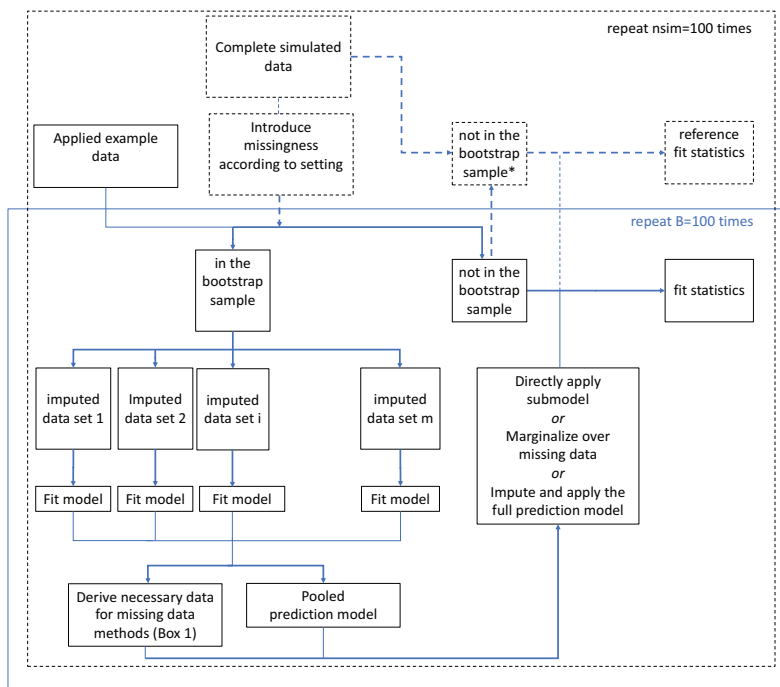 repeat nsim=100 times
Complete simulated
data
Applied example
data
Introduce
missingness
according to setting
not in the
bootstrap
sample*
reference
fit statistics
repeat B=100 times
in the
bootstrap
sample
not in the
bootstrap
sample
fit statistics
imputed
data set 1
Imputed
data set 2
imputed
data set i
imputed
data set m
Directly apply
submodel
or
Marginalize over
missing data
or
Impute and apply the
full prediction model
Fit model
Fit model
Fit model
Fit model
Derive necessary data
for missing data
methods (Box 1)
Pooled
prediction model